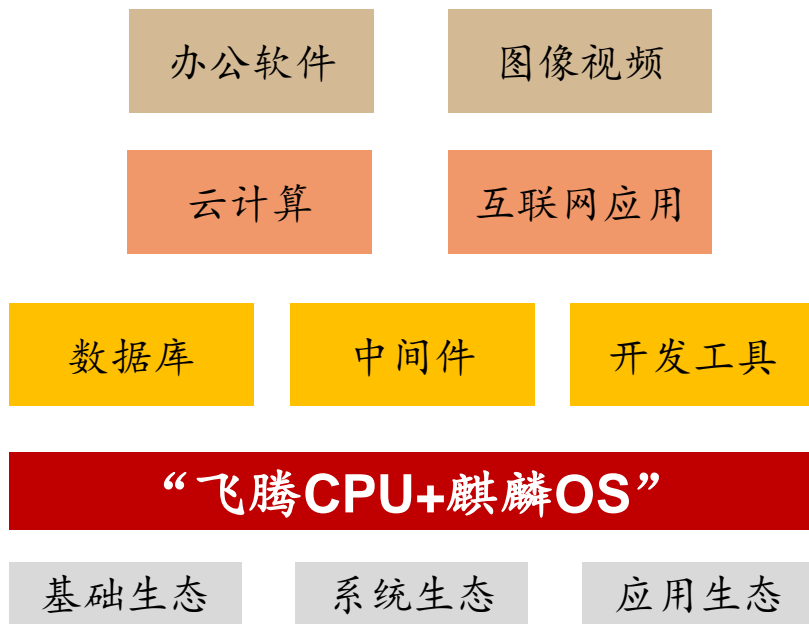 办公软件 图像视频
云计算 互联网应用
数据库 中间件 开发工具
“飞腾CPU+麒麟OS”
基础生态 系统生态 应用生态